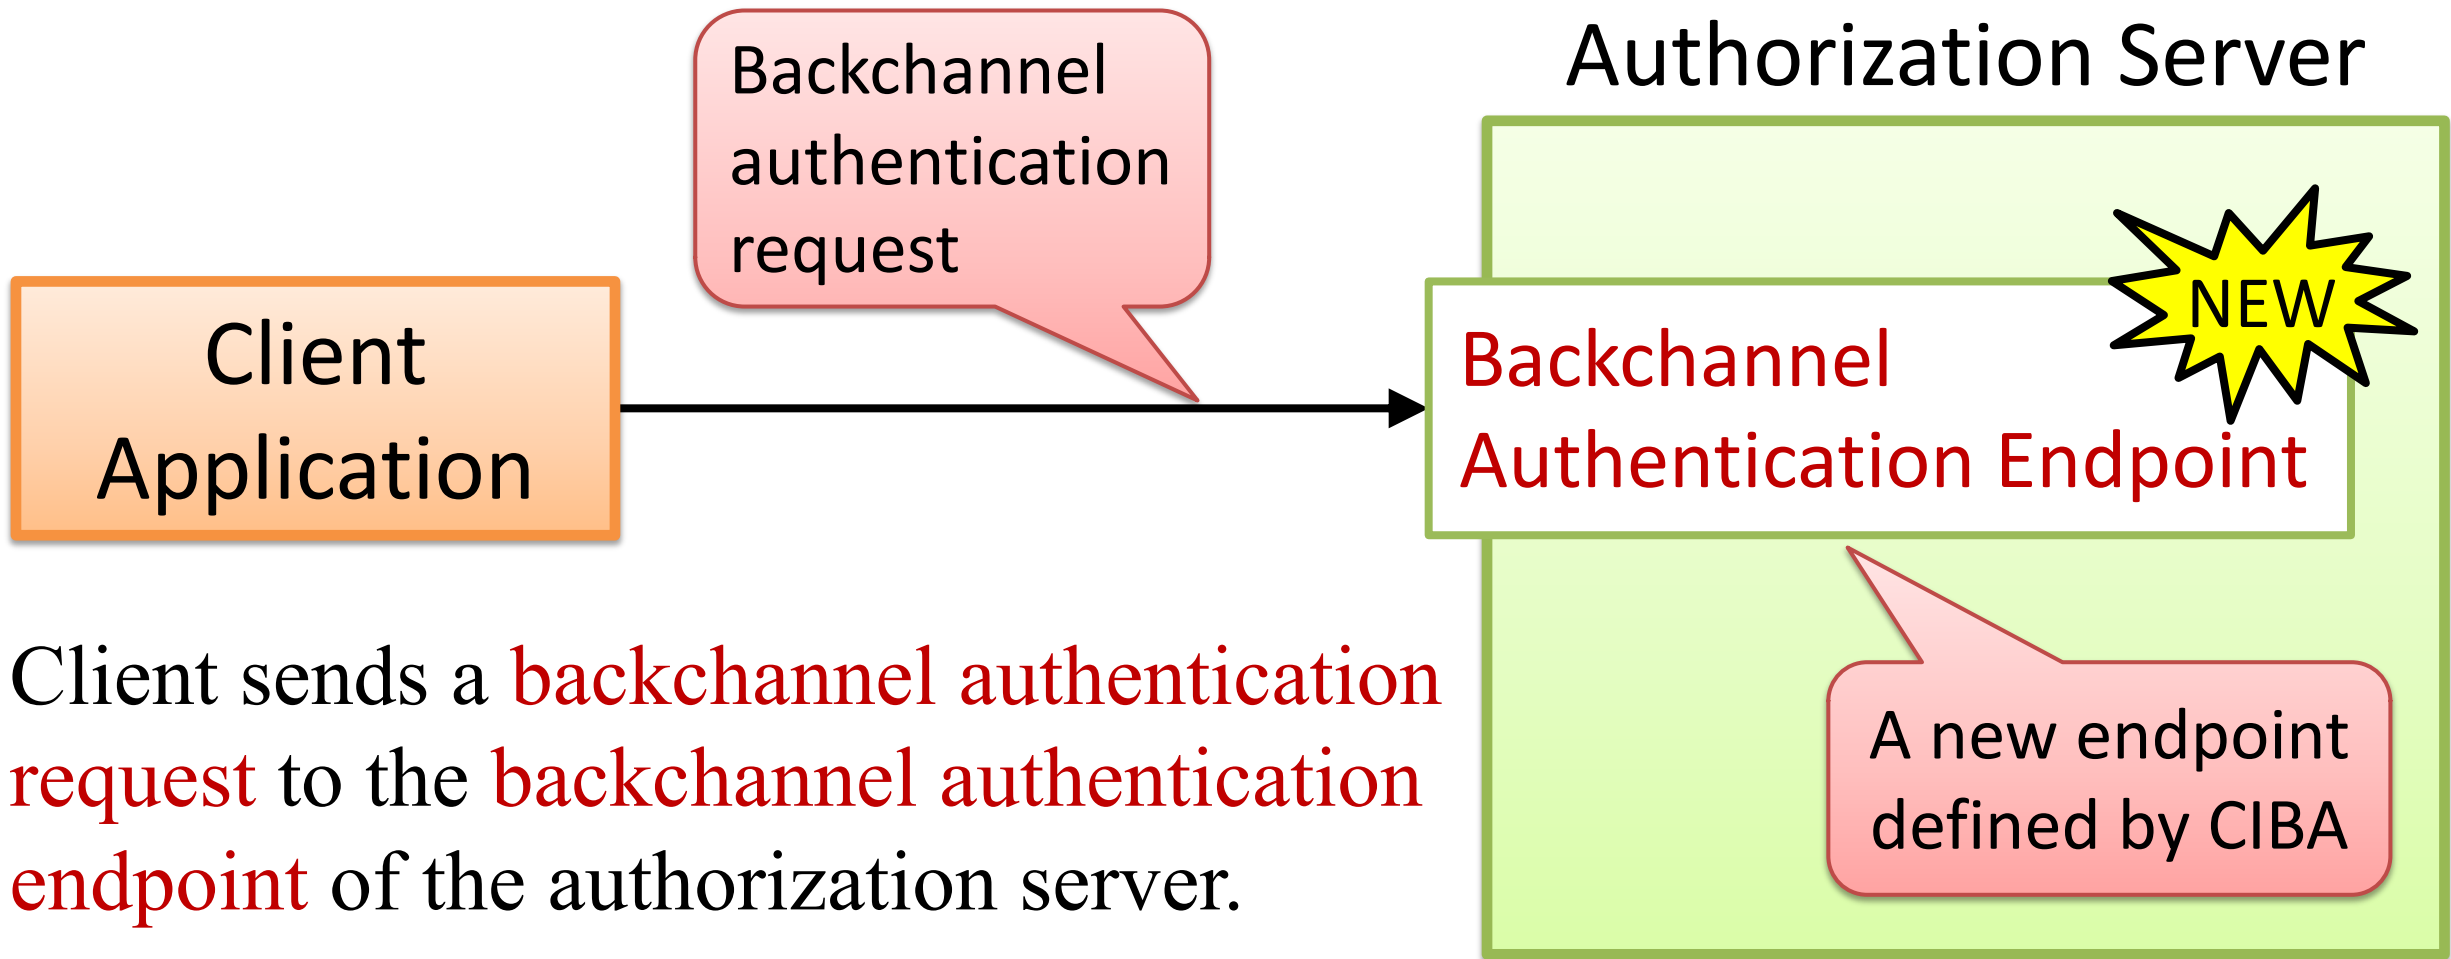 Backchannel
authentication
request
Authorization Server
Client
Application
NEW
Backchannel
Authentication Endpoint
A new endpoint
defined by CIBA
Client sends a backchannel authentication
request to the backchannel authentication
endpoint of the authorization server.